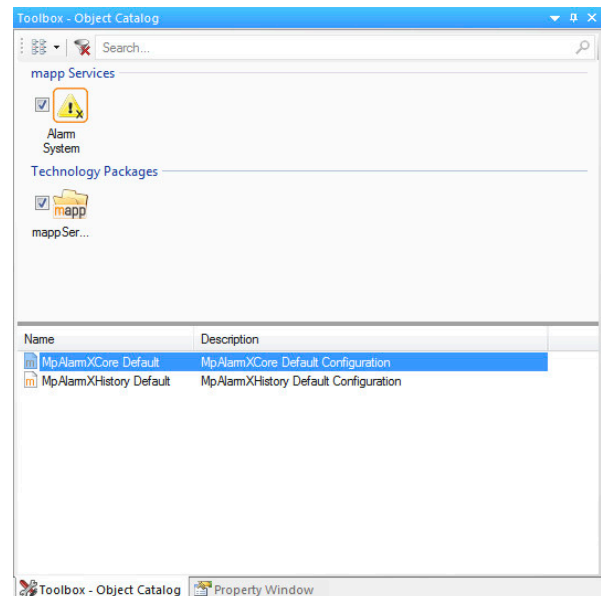 Toolbox - Object Catalog
Search...
mapp Services
Alarm
System
Technology Packages
mapp
mappSer...
Name Description
MpAlarmXCore Default MpAlarmXCore Default Configuration
MpAlarmXHistory Default MpAlarmXHistory Default Configuration
Toolbox - Object Catalog Property Window